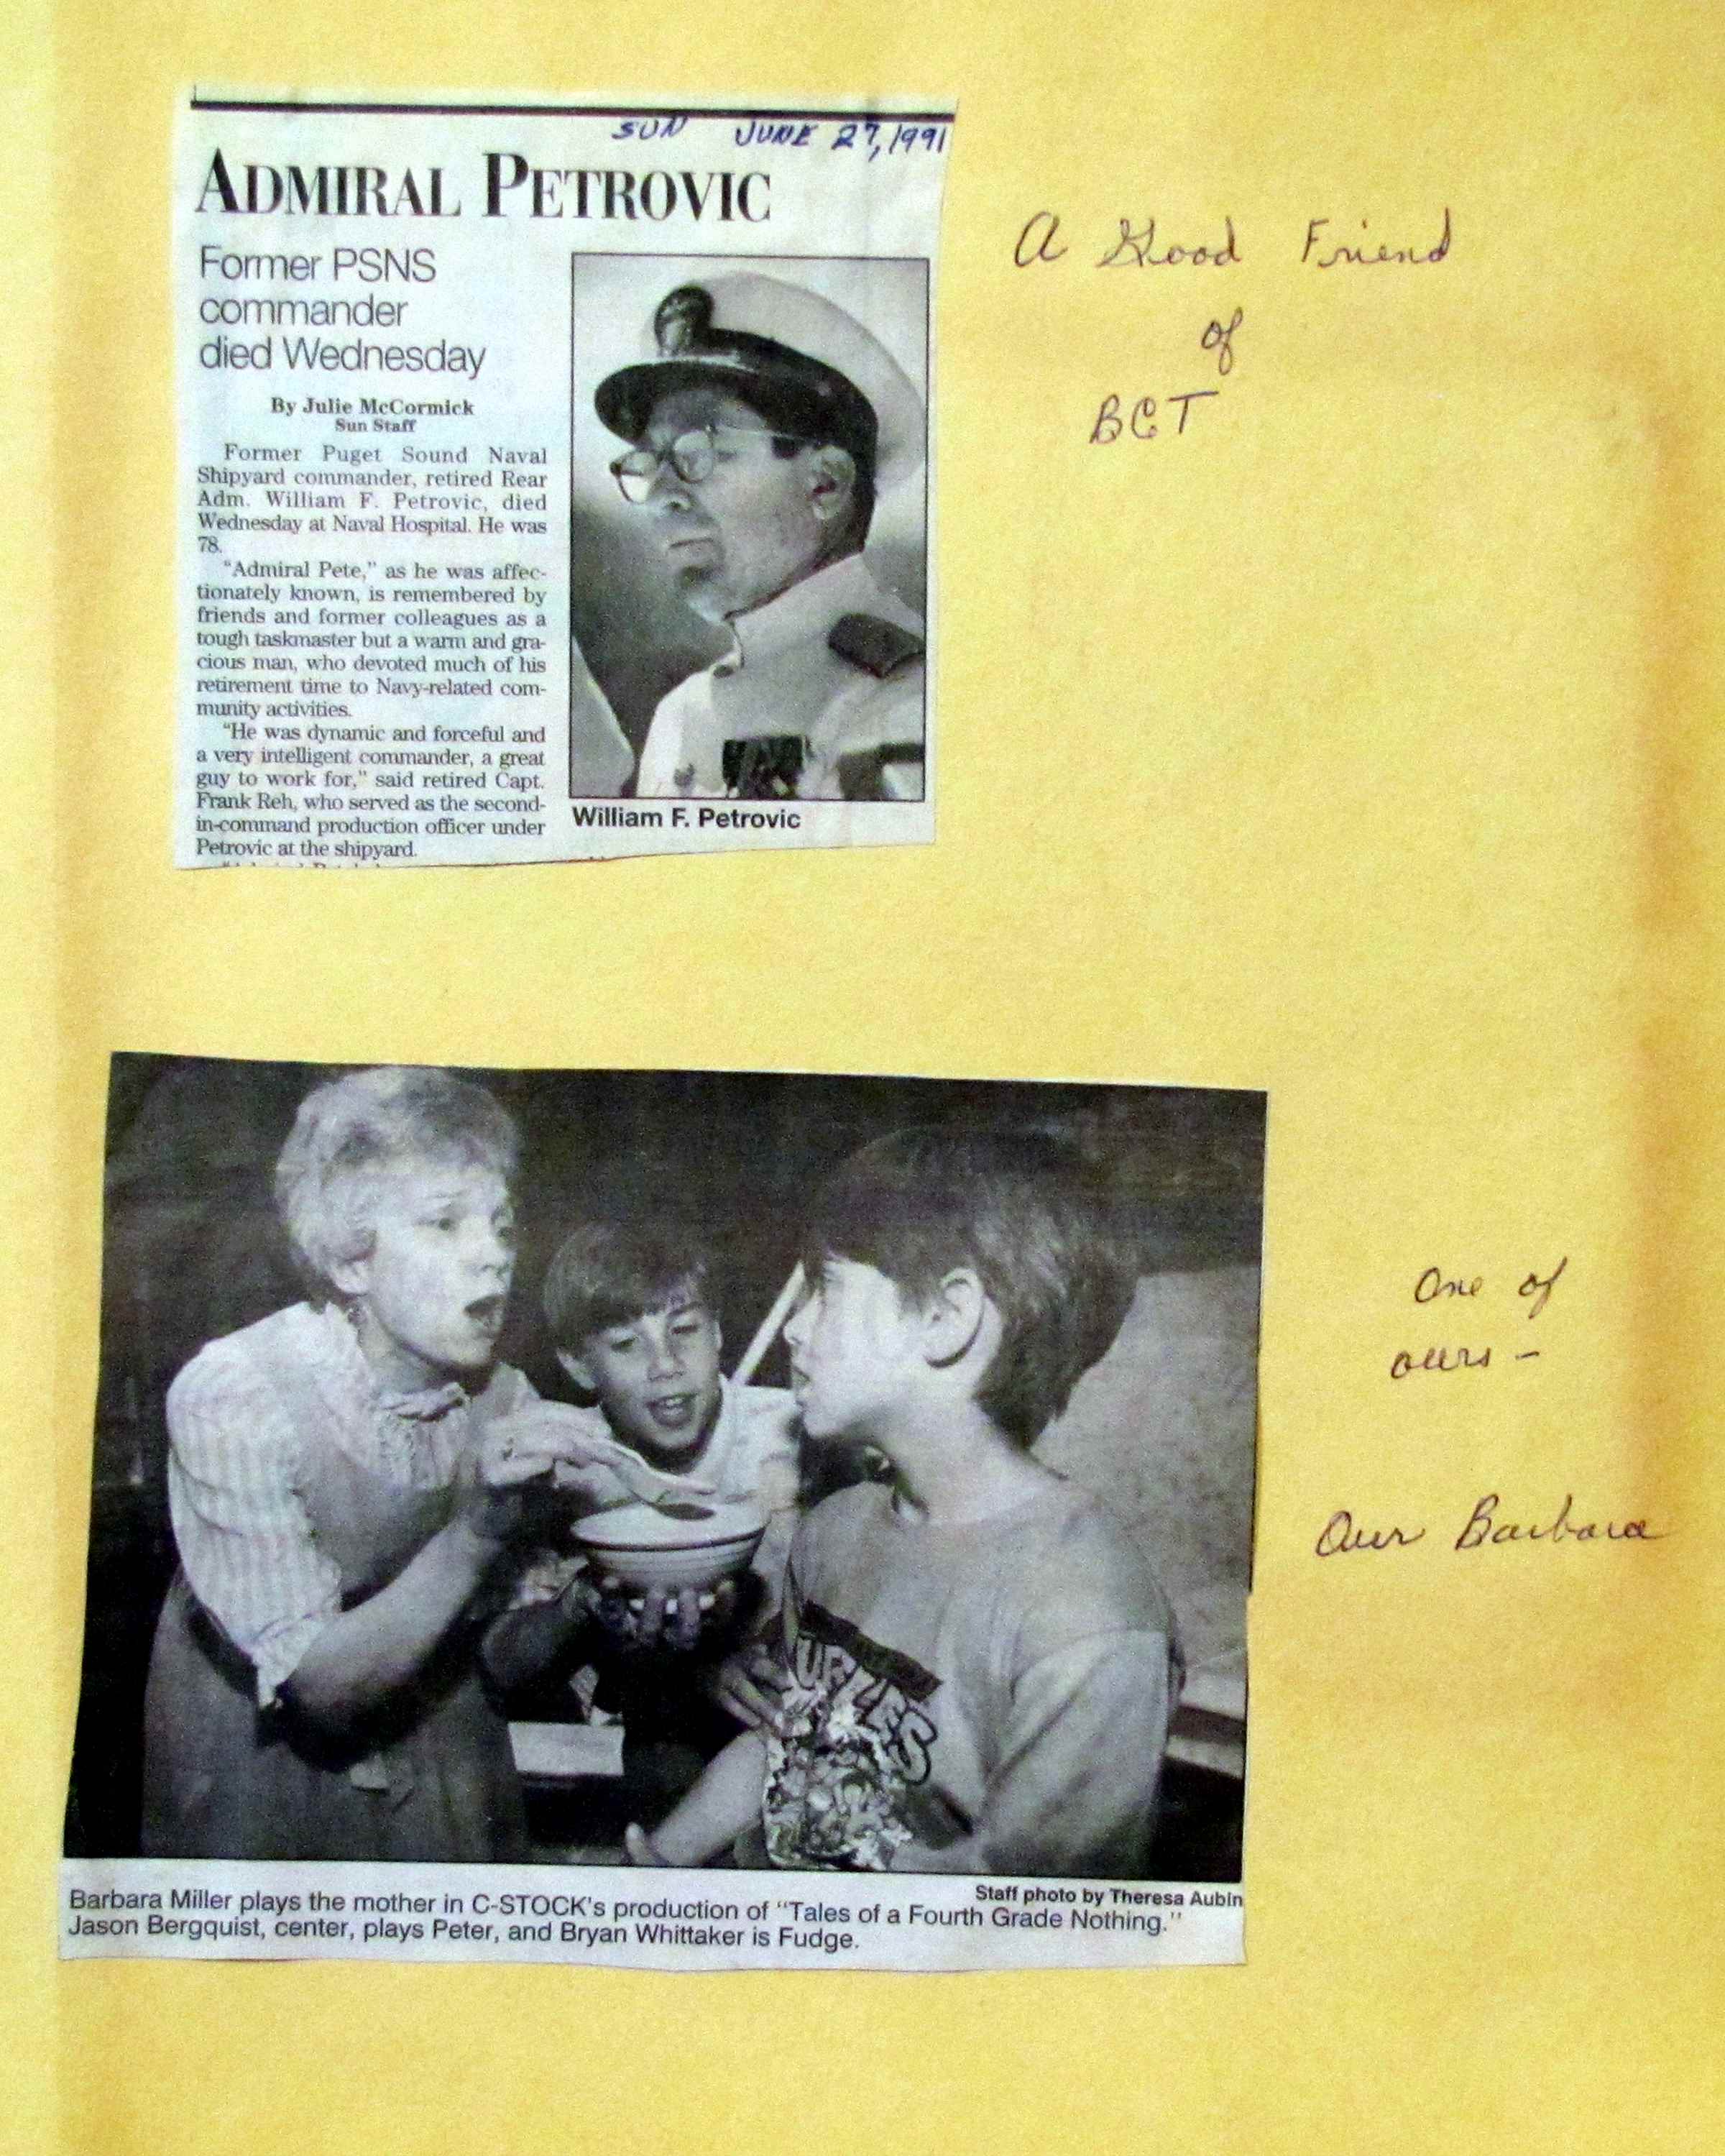 SUN JUNE 27, 1991
ADMIRAL PETROVIC
Former PSNS
commander
died Wednesday
By Julie McCormick
Sun Staff
Former Puget Sound Naval
Shipyard commander, retired Rear
Adm. William F. Petrovic, died
Wednesday at Naval Hospital. He was
78.
“Admiral Pete,” as he was affec-
tionately known, is remembered by
friends and former colleagues as a
tough taskmaster but a warm and gra-
cious man, who devoted much of his
retirement time to Navy-related com-
munity activities.
“He was dynamic and forceful and
a very intelligent commander, a great
guy to work for,” said retired Capt.
Frank Reh, who served as the second-
in-command production officer under
Petrovic at the shipyard.
William F. Petrovic
A Good Friend
of
BCT
One of
ours -
Our Barbara
Staff photo by Theresa Aubin
Barbara Miller plays the mother in C-STOCK's production of “Tales of a Fourth Grade Nothing.”
Jason Bergquist, center, plays Peter, and Bryan Whittaker is Fudge.